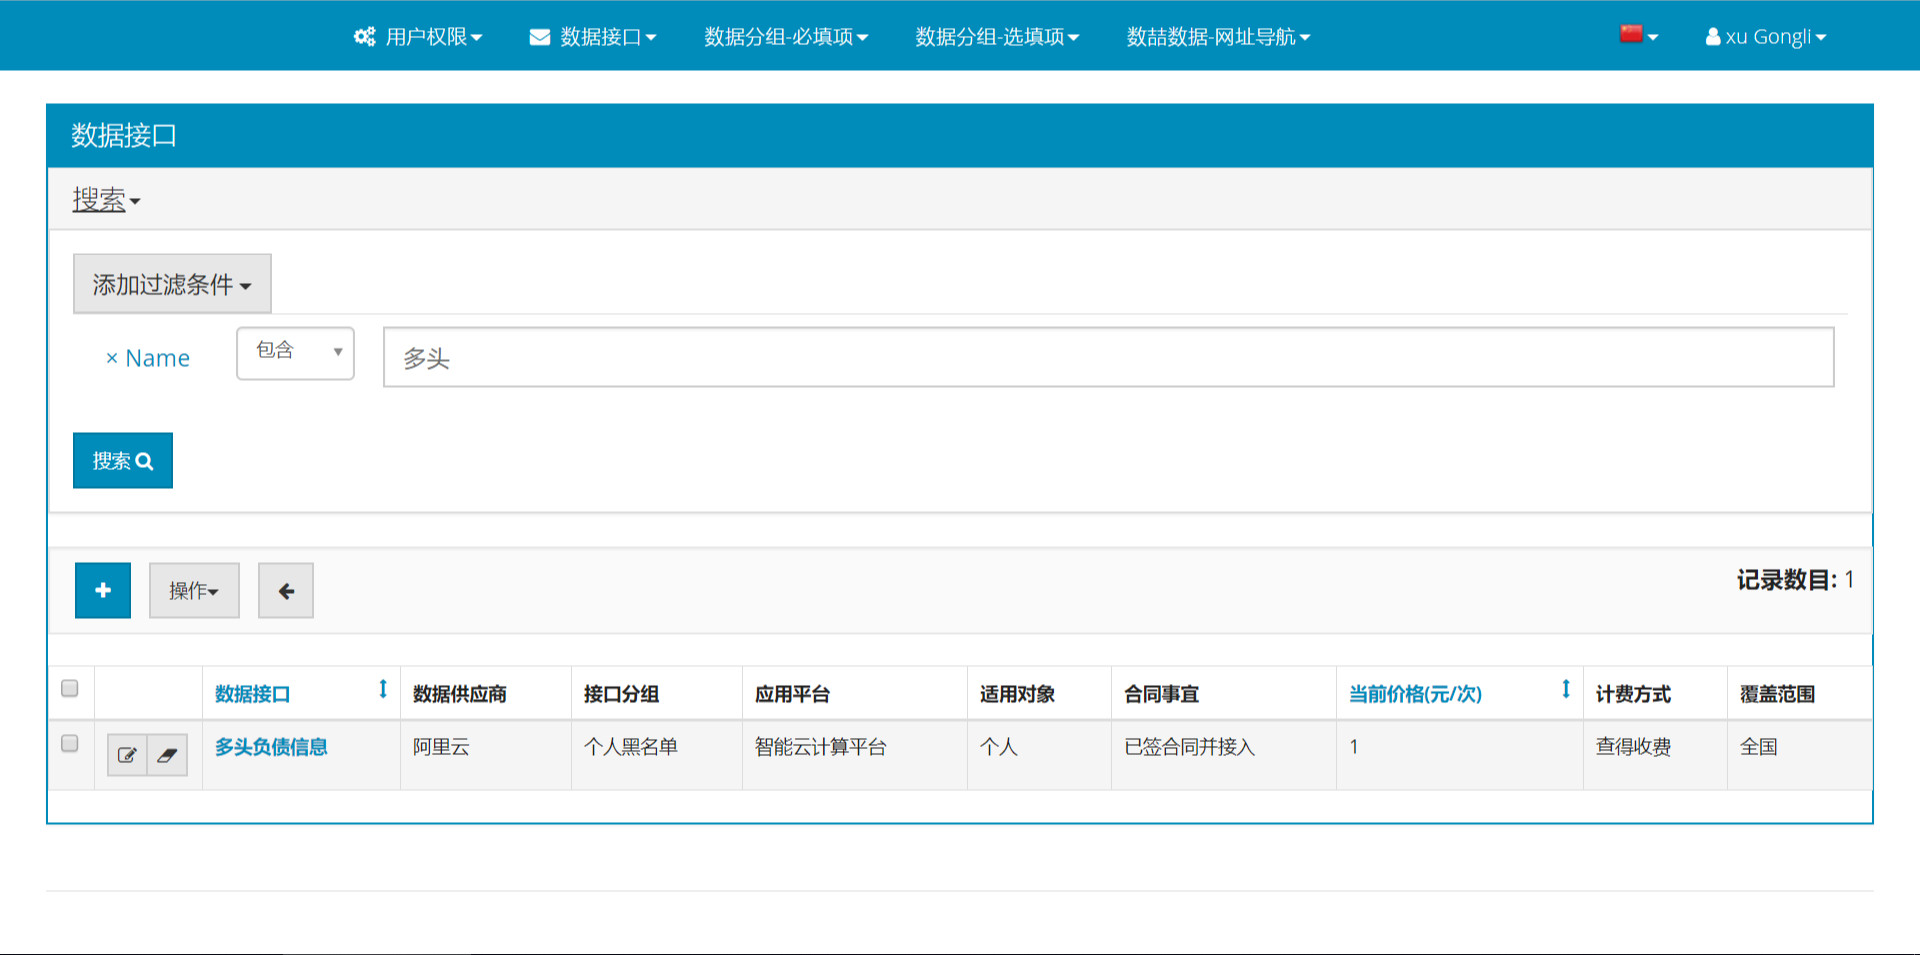 用户权限 数据接口 数据分组-必填项 数据分组-选填项 数喆数据-网址导航 xu Gongli
数据接口
搜索
添加过滤条件
× Name 包含 多头
搜索
操作 记录数目: 1
数据接口 数据供应商 接口分组 应用平台 适用对象 合同事宜 当前价格(元/次) 计费方式 覆盖范围
多头负债信息 阿里云 个人黑名单 智能云计算平台 个人 已签合同并接入 1 查得收费 全国